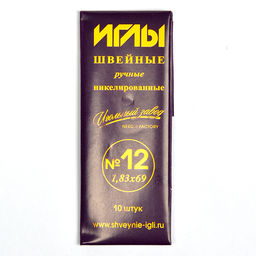 ИГЛЫ
ШВЕЙНЫЕ
ручные
никелированные
Игольный завод
NEEDLE FACTORY
№12
1,83х69
10 штук
www.shveynie-igli.ru